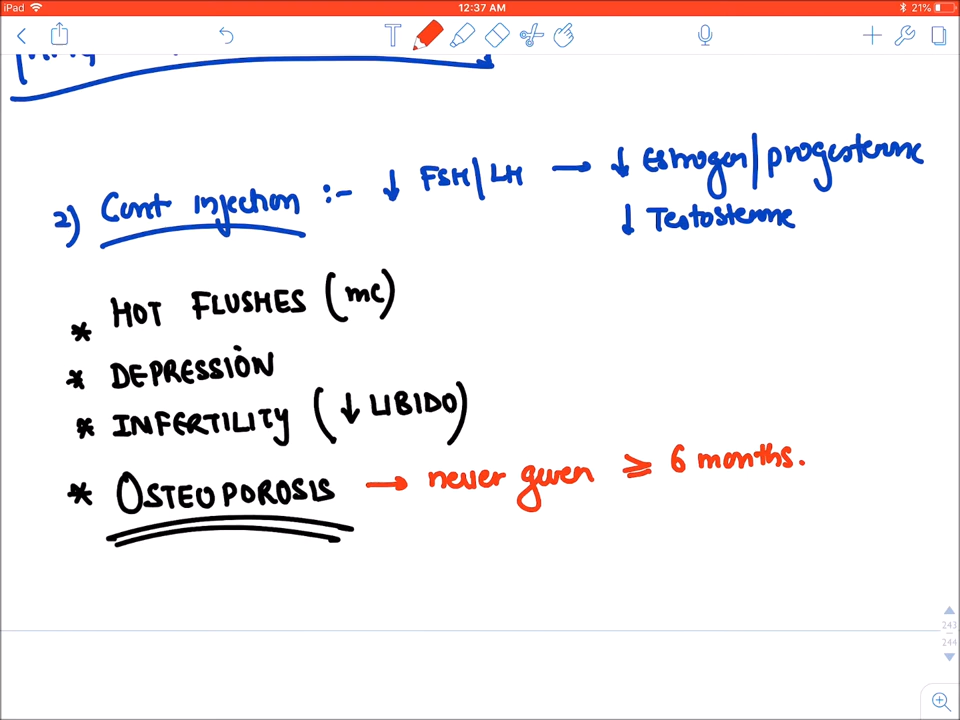 iPad 12:37 AM 21%
T
2) Cont injection :- ↓ FSH/LH → ↓ Estrogen/progesterone
↓ Testosterone
* HOT FLUSHES (mc)
* DEPRESSION
* INFERTILITY (↓ LIBIDO)
* OSTEOPOROSIS → never given ≥ 6 months.
243
244